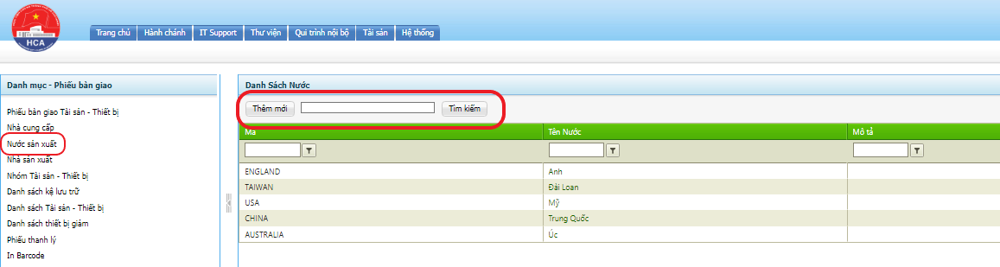 HCA
Trang chủ Hành chánh IT Support Thư viện Qui trình nội bộ Tài sản Hệ thống
Danh mục - Phiếu bàn giao
Phiếu bàn giao Tài sản - Thiết bị
Nhà cung cấp
Nước sản xuất
Nhà sản xuất
Nhóm Tài sản - Thiết bị
Danh sách kệ lưu trữ
Danh sách Tài sản - Thiết bị
Danh sách thiết bị giảm
Phiếu thanh lý
In Barcode
Danh Sách Nước
Thêm mới Tìm kiếm
Mã Tên Nước Mô tả
ENGLAND Anh
TAIWAN Đài Loan
USA Mỹ
CHINA Trung Quốc
AUSTRALIA Úc